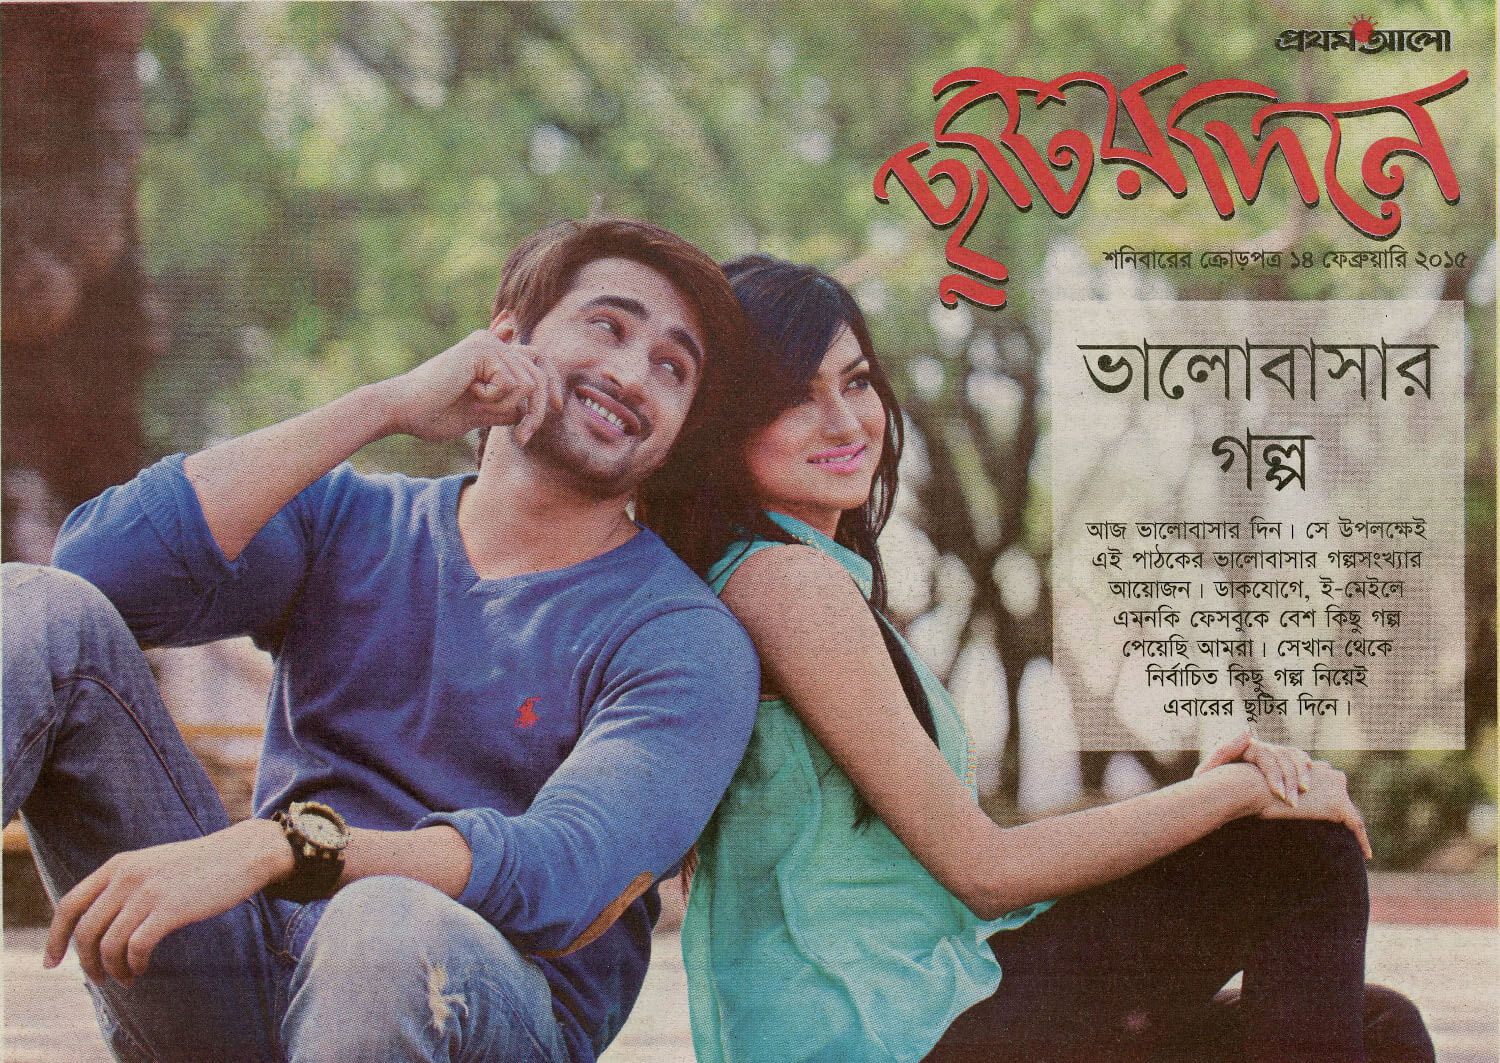 প্রথম আলো
ছুটির দিনে
শনিবারের ক্রোড়পত্র ১৪ ফেব্রুয়ারি ২০১৫
ভালোবাসার
গল্প
আজ ভালোবাসার দিন। সে উপলক্ষেই
এই পাঠকের ভালোবাসার গল্পসংখ্যার
আয়োজন। ডাকযোগে, ই-মেইলে
এমনকি ফেসবুকে বেশ কিছু গল্প
পেয়েছি আমরা। সেখান থেকে
নির্বাচিত কিছু গল্প নিয়েই
এবারের ছুটির দিনে।